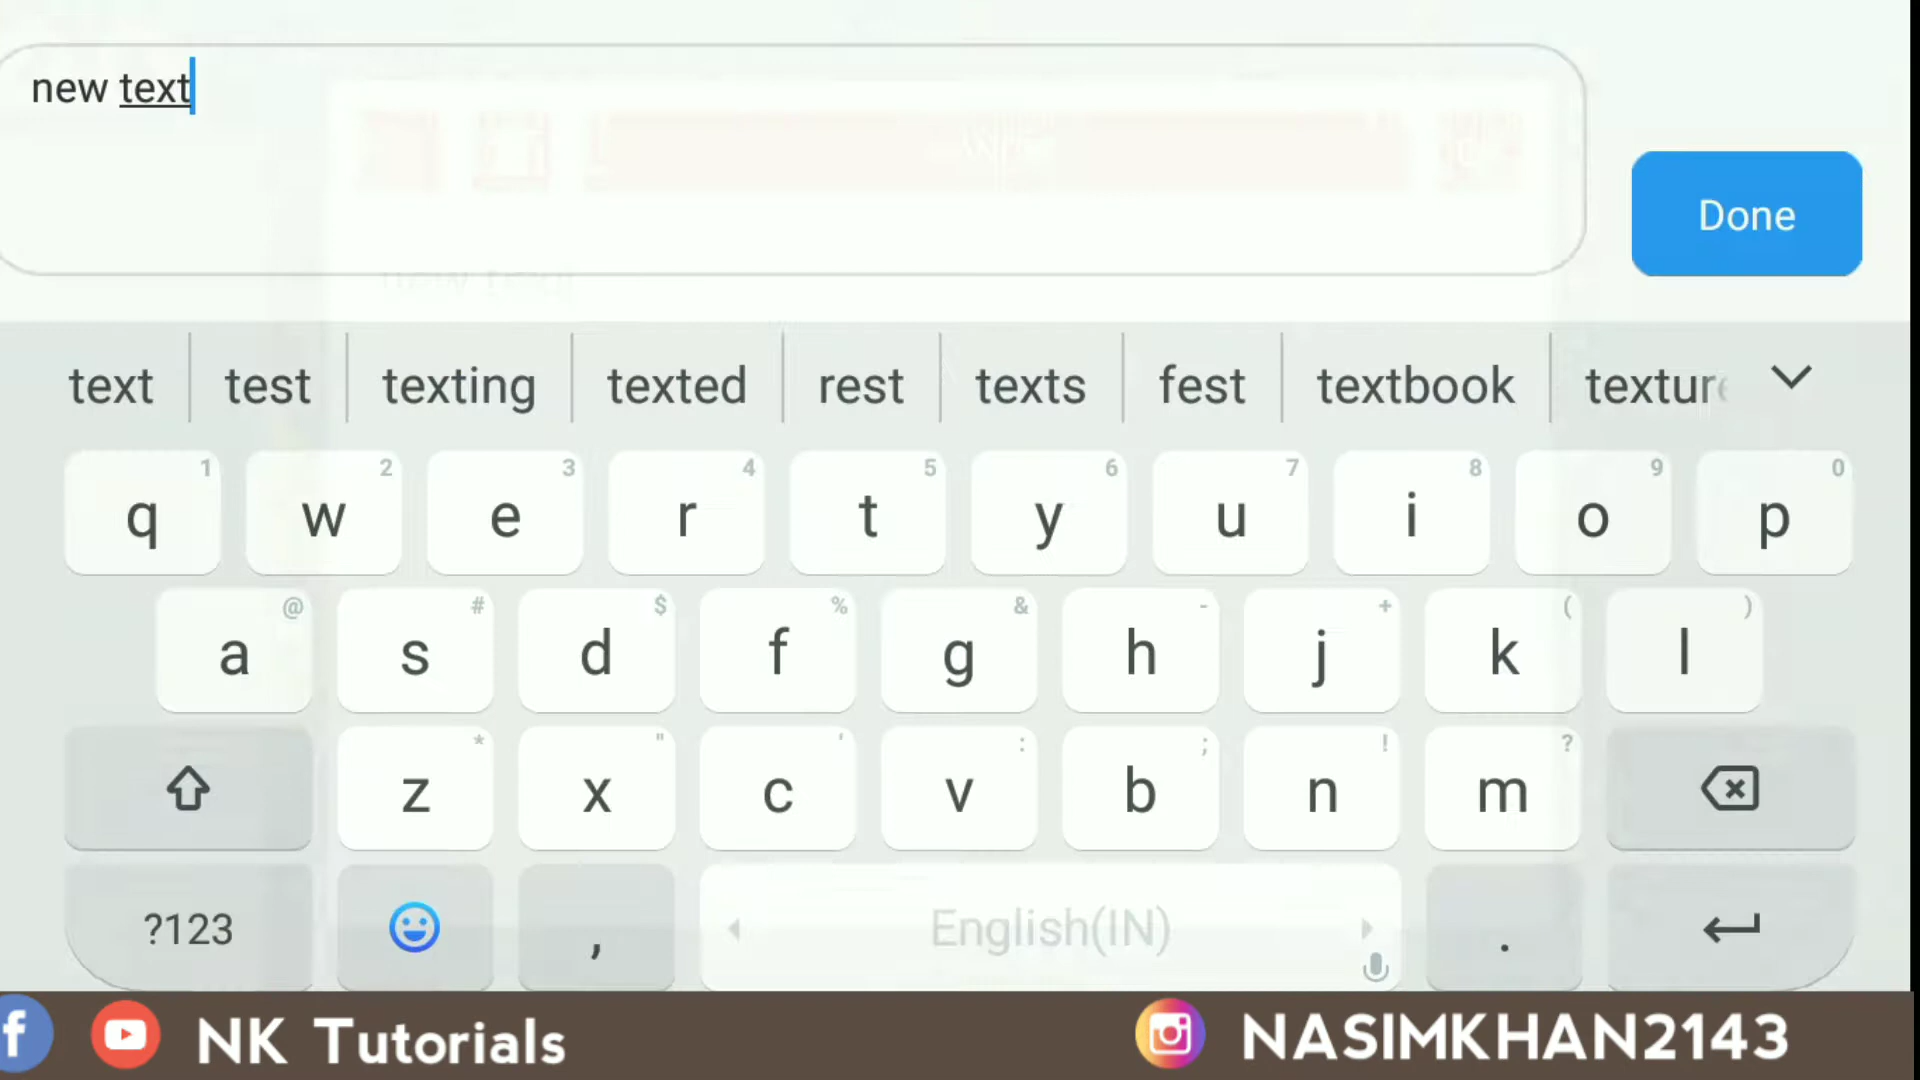 new text
Done
text test texting texted rest texts fest textbook textur
1 2 3 4 5 6 7 8 9 0
q w e r t y u i o p
@ # $ % & - + ( )
a s d f g h j k l
* " ' : ; ! ?
z x c v b n m
?123 , English(IN) .
NK Tutorials NASIMKHAN2143